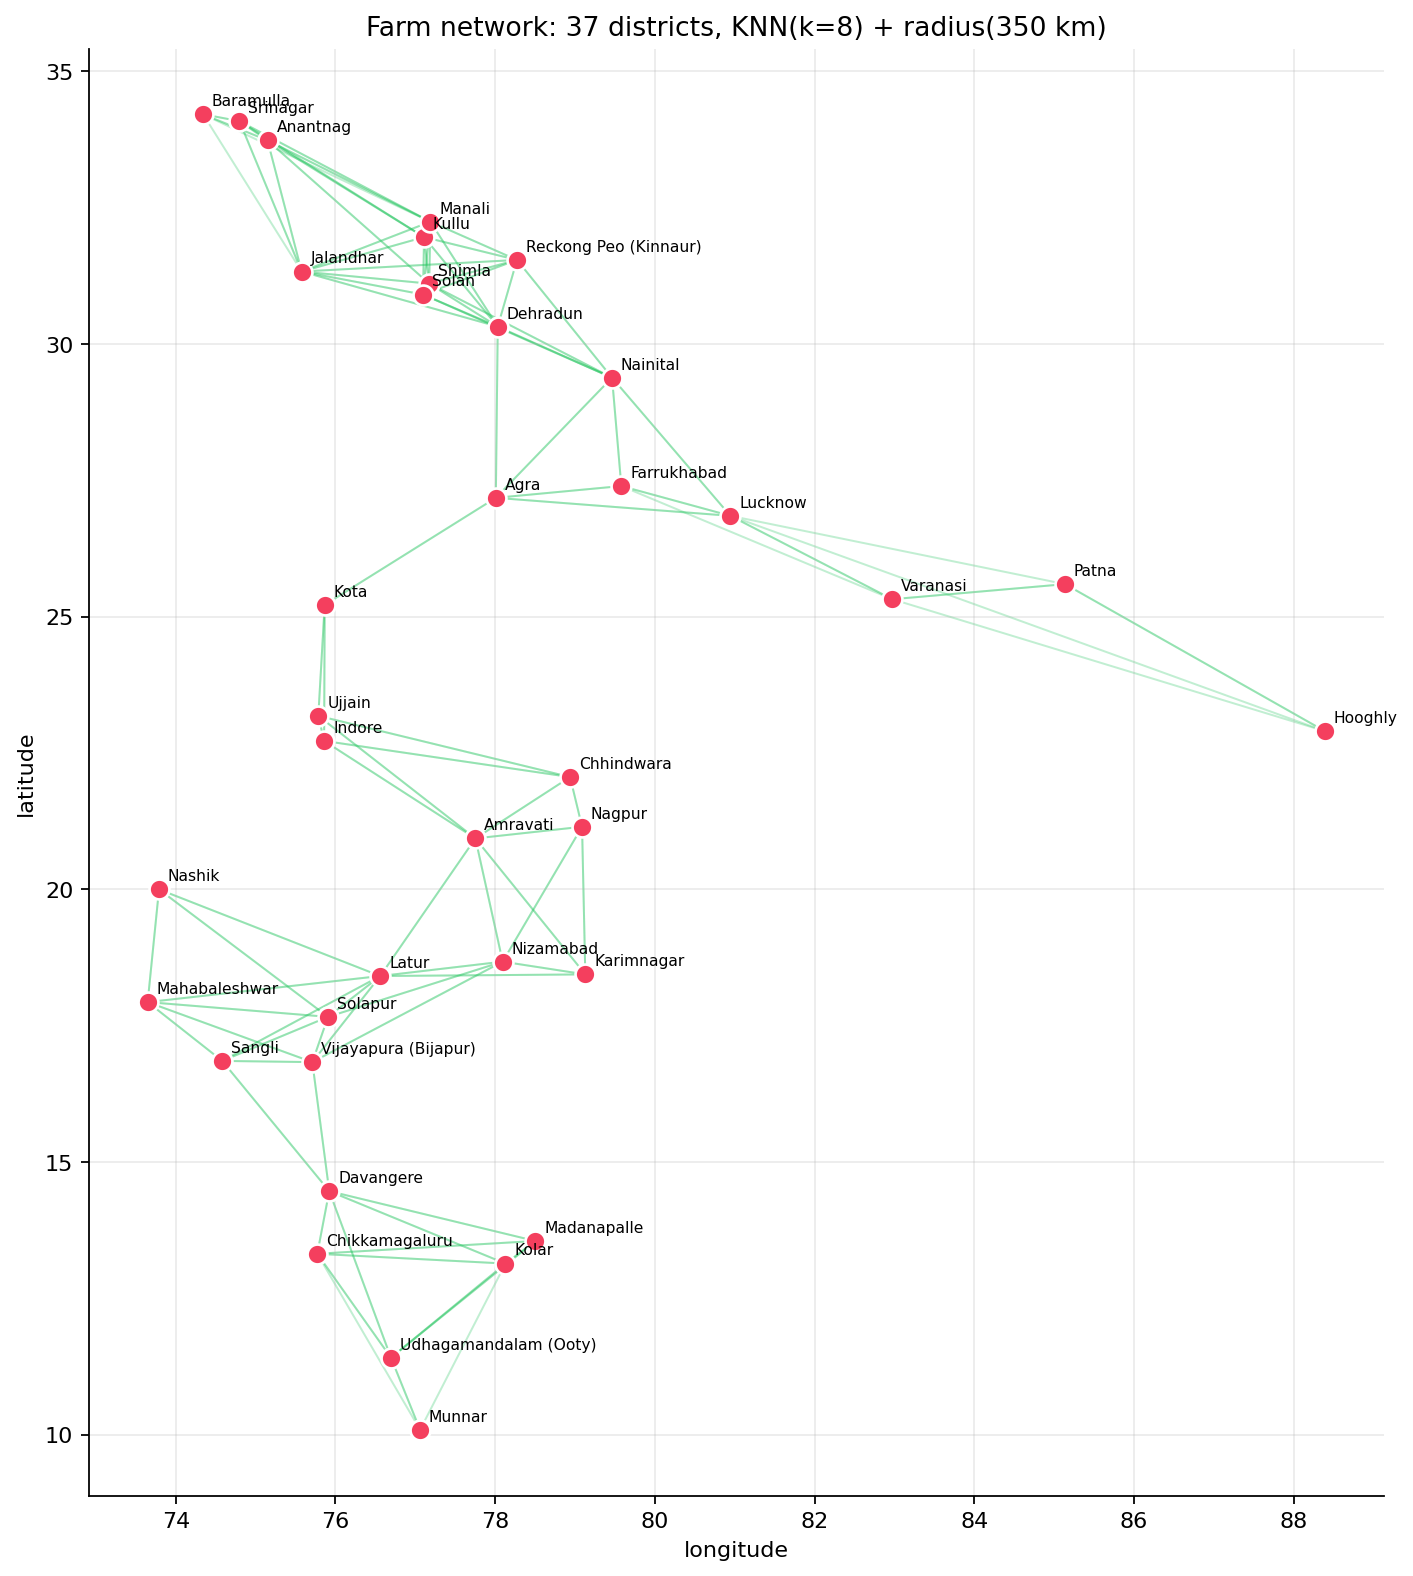 Farm network: 37 districts, KNN(k=8) + radius(350 km)
35
Baramulla
Srinagar
Anantnag
Manali
Kullu
Reckong Peo (Kinnaur)
Jalandhar
Shimla
Solan
Dehradun
30
Nainital
Farrukhabad
Agra
Lucknow
Kota
Patna
Varanasi
25
Ujjain
Indore
Hooghly
Chhindwara
latitude
Nagpur
Amravati
Nashik
20
Nizamabad
Latur
Karimnagar
Mahabaleshwar
Solapur
Sangli
Vijayapura (Bijapur)
15
Davangere
Madanapalle
Chikkamagaluru
Kolar
Udhagamandalam (Ooty)
Munnar
10
74 76 78 80 82 84 86 88
longitude